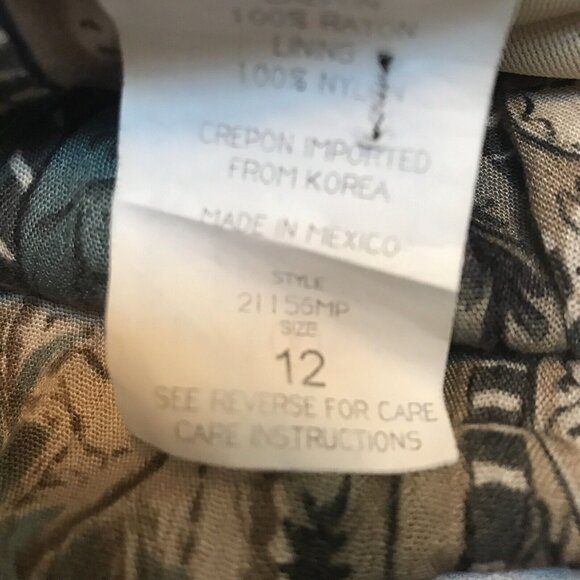 100% RAYON
LINING
100% NYLON
CREPON IMPORTED
FROM KOREA
MADE IN MEXICO
STYLE
21156MP
SIZE
12
SEE REVERSE FOR CARE
CARE INSTRUCTIONS